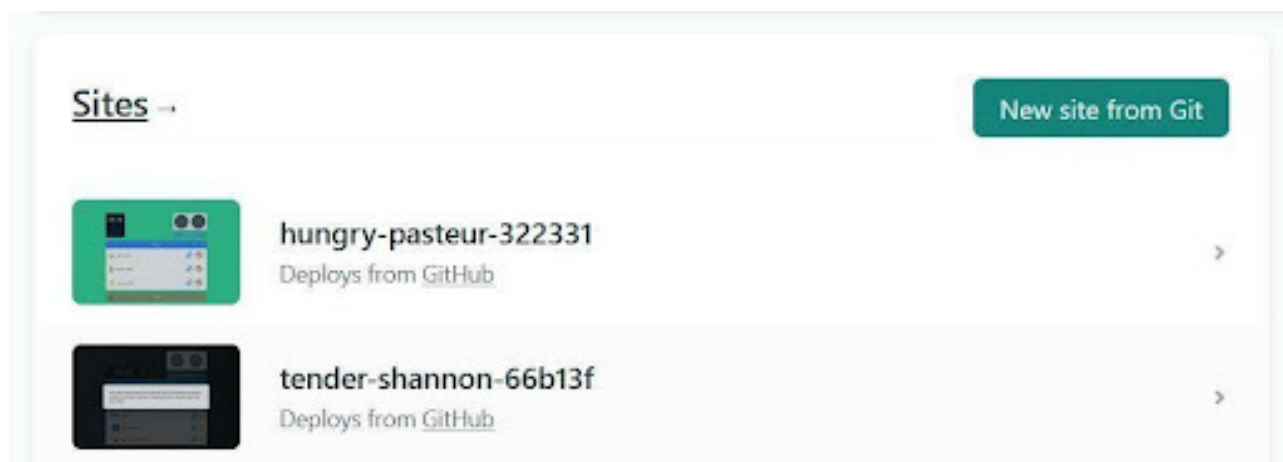 Sites →
New site from Git
hungry-pasteur-322331
Deploys from GitHub
tender-shannon-66b13f
Deploys from GitHub